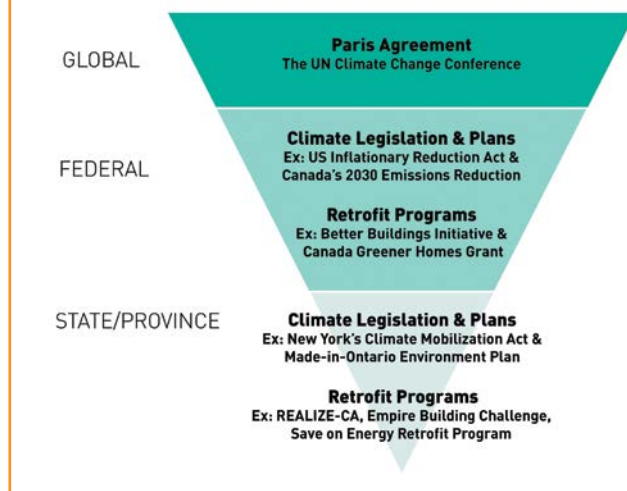 GLOBAL
Paris Agreement
The UN Climate Change Conference
FEDERAL
Climate Legislation & Plans
Ex: US Inflationary Reduction Act &
Canada's 2030 Emissions Reduction
Retrofit Programs
Ex: Better Buildings Initiative &
Canada Greener Homes Grant
STATE/PROVINCE
Climate Legislation & Plans
Ex: New York's Climate Mobilization Act &
Made-in-Ontario Environment Plan
Retrofit Programs
Ex: REALIZE-CA, Empire Building Challenge,
Save on Energy Retrofit Program